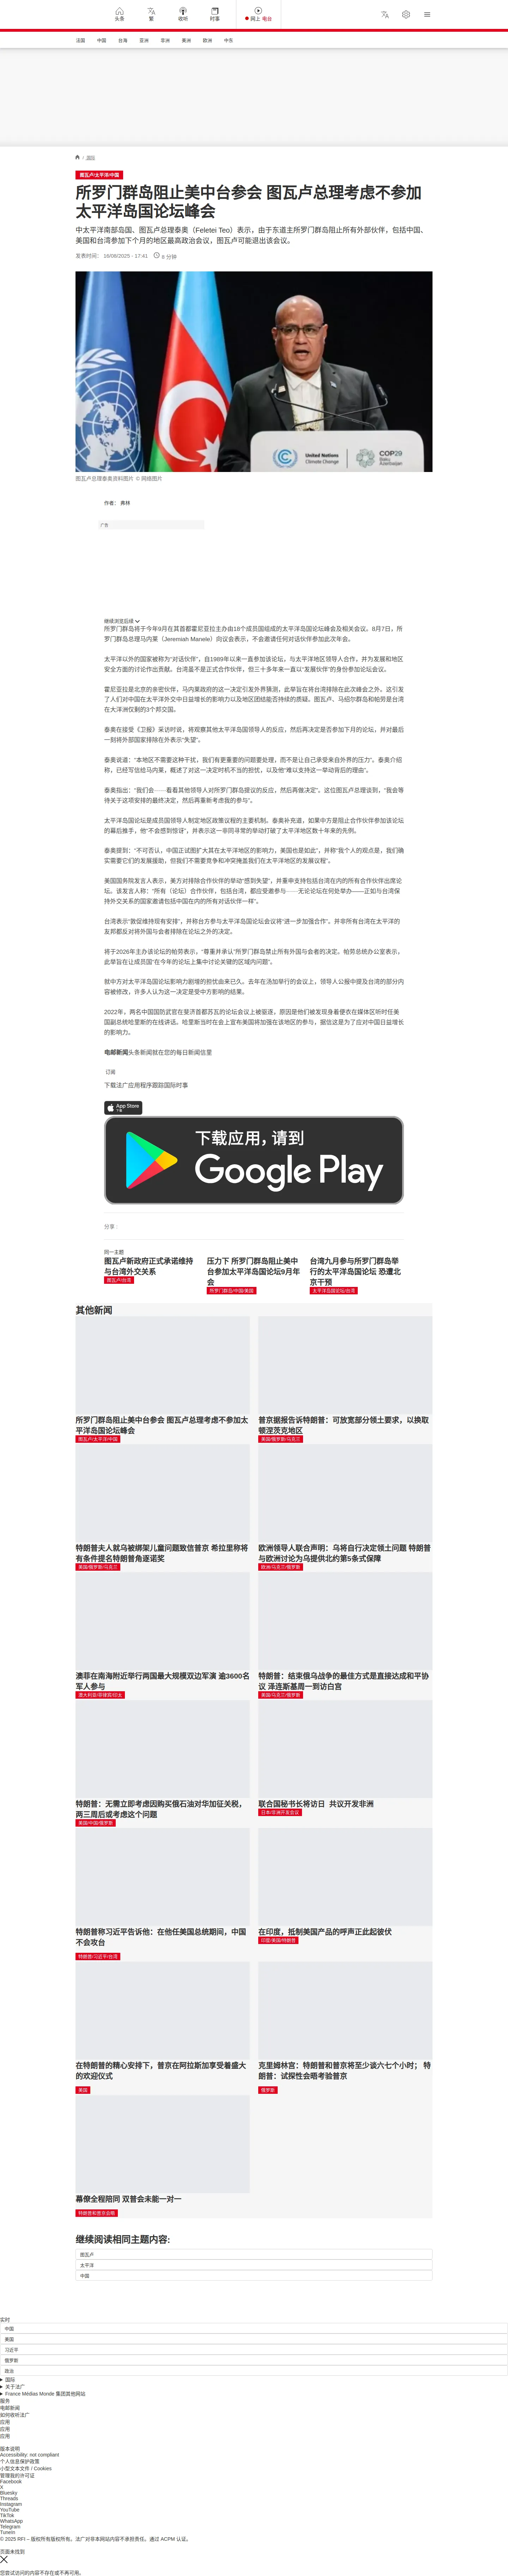 头条
繁
收听
时事
网上 电台
法国
中国
台海
亚洲
非洲
美洲
欧洲
中东
/ 国际
图瓦卢/太平洋/中国
所罗门群岛阻止美中台参会 图瓦卢总理考虑不参加
太平洋岛国论坛峰会
中太平洋南部岛国、图瓦卢总理泰奥（Feletei Teo）表示，由于东道主所罗门群岛阻止所有外部伙伴，包括中国、
美国和台湾参加下个月的地区最高政治会议，图瓦卢可能退出该会议。
发表时间： 16/08/2025 - 17:41
8 分钟
United Nations
Climate Change
COP29
Baku
Azerbaijan
图瓦卢总理泰奥资料图片 © 网络图片
作者： 弗林
广告
继续浏览后续
所罗门群岛将于今年9月在其首都霍尼亚拉主办由18个成员国组成的太平洋岛国论坛峰会及相关会议。8月7日，所
罗门群岛总理马内莱（Jeremiah Manele）向议会表示，不会邀请任何对话伙伴参加此次年会。
太平洋以外的国家被称为“对话伙伴”，自1989年以来一直参加该论坛，与太平洋地区领导人合作，并为发展和地区
安全方面的讨论作出贡献。台湾虽不是正式合作伙伴，但三十多年来一直以“发展伙伴”的身份参加论坛会议。
霍尼亚拉是北京的亲密伙伴，马内莱政府的这一决定引发外界猜测，此举旨在将台湾排除在此次峰会之外。这引发
了人们对中国在太平洋外交中日益增长的影响力以及地区团结能否持续的质疑。图瓦卢、马绍尔群岛和帕劳是台湾
在大洋洲仅剩的3个邦交国。
泰奥在接受《卫报》采访时说，将观察其他太平洋岛国领导人的反应，然后再决定是否参加下月的论坛，并对最后
一刻将外部国家排除在外表示“失望”。
泰奥说道：“本地区不需要这种干扰，我们有更重要的问题要处理，而不是让自己承受来自外界的压力”。泰奥介绍
称，已经写信给马内莱，概述了对这一决定时机不当的担忧，以及他“难以支持这一举动背后的理由”。
泰奥指出：“我们会······看看其他领导人对所罗门群岛提议的反应，然后再做决定”。这位图瓦卢总理谈到，“我会等
待关于这项安排的最终决定，然后再重新考虑我的参与”。
太平洋岛国论坛是成员国领导人制定地区政策议程的主要机制。泰奥补充道，如果中方是阻止合作伙伴参加该论坛
的幕后推手，他“不会感到惊讶”，并表示这一非同寻常的举动打破了太平洋地区数十年来的先例。
泰奥提到：“不可否认，中国正试图扩大其在太平洋地区的影响力，美国也是如此”，并称“我个人的观点是，我们确
实需要它们的发展援助，但我们不需要竞争和冲突掩盖我们在太平洋地区的发展议程”。
美国国务院发言人表示，美方对排除合作伙伴的举动“感到失望”，并重申支持包括台湾在内的所有合作伙伴出席论
坛。该发言人称：“所有（论坛）合作伙伴，包括台湾，都应受邀参与······无论论坛在何处举办——正如与台湾保
持外交关系的国家邀请包括中国在内的所有对话伙伴一样”。
台湾表示“敦促维持现有安排”，并称台方参与太平洋岛国论坛会议将“进一步加强合作”。并非所有台湾在太平洋的
友邦都反对将外国与会者排除在论坛之外的决定。
将于2026年主办该论坛的帕劳表示，“尊重并承认”所罗门群岛禁止所有外国与会者的决定。帕劳总统办公室表示，
此举旨在让成员国“在今年的论坛上集中讨论关键的区域内问题”。
就中方对太平洋岛国论坛影响力剧增的担忧由来已久。去年在汤加举行的会议上，领导人公报中提及台湾的部分内
容被修改，许多人认为这一决定是受中方影响的结果。
2022年，两名中国国防武官在斐济首都苏瓦的论坛会议上被驱逐，原因是他们被发现身着便衣在媒体区听时任美
国副总统哈里斯的在线讲话。哈里斯当时在会上宣布美国将加强在该地区的参与，据信这是为了应对中国日益增长
的影响力。
电邮新闻头条新闻就在您的每日新闻信里
订阅
下载法广应用程序跟踪国际时事
App Store
下载
下载应用，请到
Google Play
分享 :
同一主题
图瓦卢新政府正式承诺维持
与台湾外交关系
图瓦卢/台湾
压力下 所罗门群岛阻止美中
台参加太平洋岛国论坛9月年
会
所罗门群岛/中国/美国
台湾九月参与所罗门群岛举
行的太平洋岛国论坛 恐遭北
京干预
太平洋岛国论坛/台湾
其他新闻
所罗门群岛阻止美中台参会 图瓦卢总理考虑不参加太
平洋岛国论坛峰会
图瓦卢/太平洋/中国
普京据报告诉特朗普：可放宽部分领土要求，以换取
顿涅茨克地区
美国/俄罗斯/乌克兰
特朗普夫人就乌被绑架儿童问题致信普京 希拉里称将
有条件提名特朗普角逐诺奖
美国/俄罗斯/乌克兰
欧洲领导人联合声明：乌将自行决定领土问题 特朗普
与欧洲讨论为乌提供北约第5条式保障
欧洲/乌克兰/俄罗斯
澳菲在南海附近举行两国最大规模双边军演 逾3600名
军人参与
澳大利亚/菲律宾/印太
特朗普：结束俄乌战争的最佳方式是直接达成和平协
议 泽连斯基周一到访白宫
美国/乌克兰/俄罗斯
特朗普：无需立即考虑因购买俄石油对华加征关税，
两三周后或考虑这个问题
美国/中国/俄罗斯
联合国秘书长将访日 共议开发非洲
日本/非洲开发会议
特朗普称习近平告诉他：在他任美国总统期间，中国
不会攻台
特朗普/习近平/台湾
在印度，抵制美国产品的呼声正此起彼伏
印度/美国/特朗普
在特朗普的精心安排下，普京在阿拉斯加享受着盛大
的欢迎仪式
美国
克里姆林宫：特朗普和普京将至少谈六七个小时； 特
朗普：试探性会晤考验普京
俄罗斯
幕僚全程陪同 双普会未能一对一
特朗普和普京会晤
继续阅读相同主题内容:
图瓦卢
太平洋
中国
实时
中国
美国
习近平
俄罗斯
政治
国际
关于法广
France Médias Monde 集团其他网站
服务
电邮新闻
如何收听法广
应用
应用
应用
版本说明
Accessibility: not compliant
个人信息保护政策
小型文本文件 / Cookies
管理我的许可证
Facebook
X
Bluesky
Threads
Instagram
YouTube
TikTok
WhatsApp
Telegram
TuneIn
© 2025 RFI – 版权所有版权所有。法广对非本网站内容不承担责任。通过 ACPM 认证。
页面未找到
您尝试访问的内容不存在或不再可用。